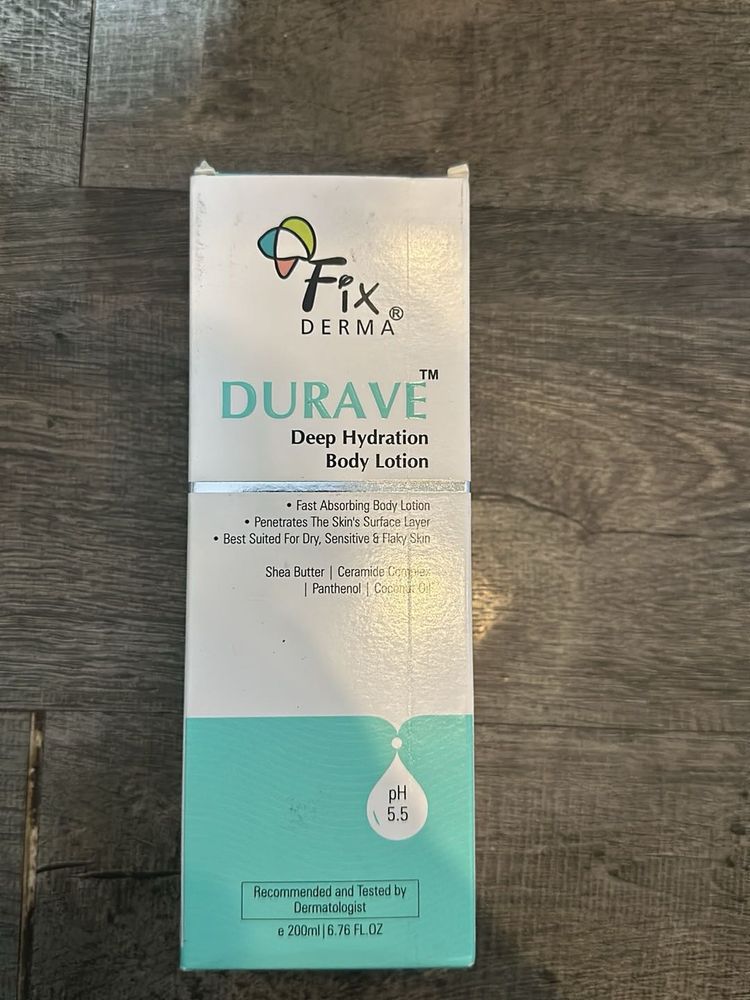 Fix
DERMA®
DURAVE™
Deep Hydration
Body Lotion
• Fast Absorbing Body Lotion
• Penetrates The Skin's Surface Layer
• Best Suited For Dry, Sensitive & Flaky Skin
Shea Butter | Ceramide Complex
| Panthenol | Coconut Oil
pH
5.5
Recommended and Tested by
Dermatologist
e 200ml | 6.76 FL.OZ